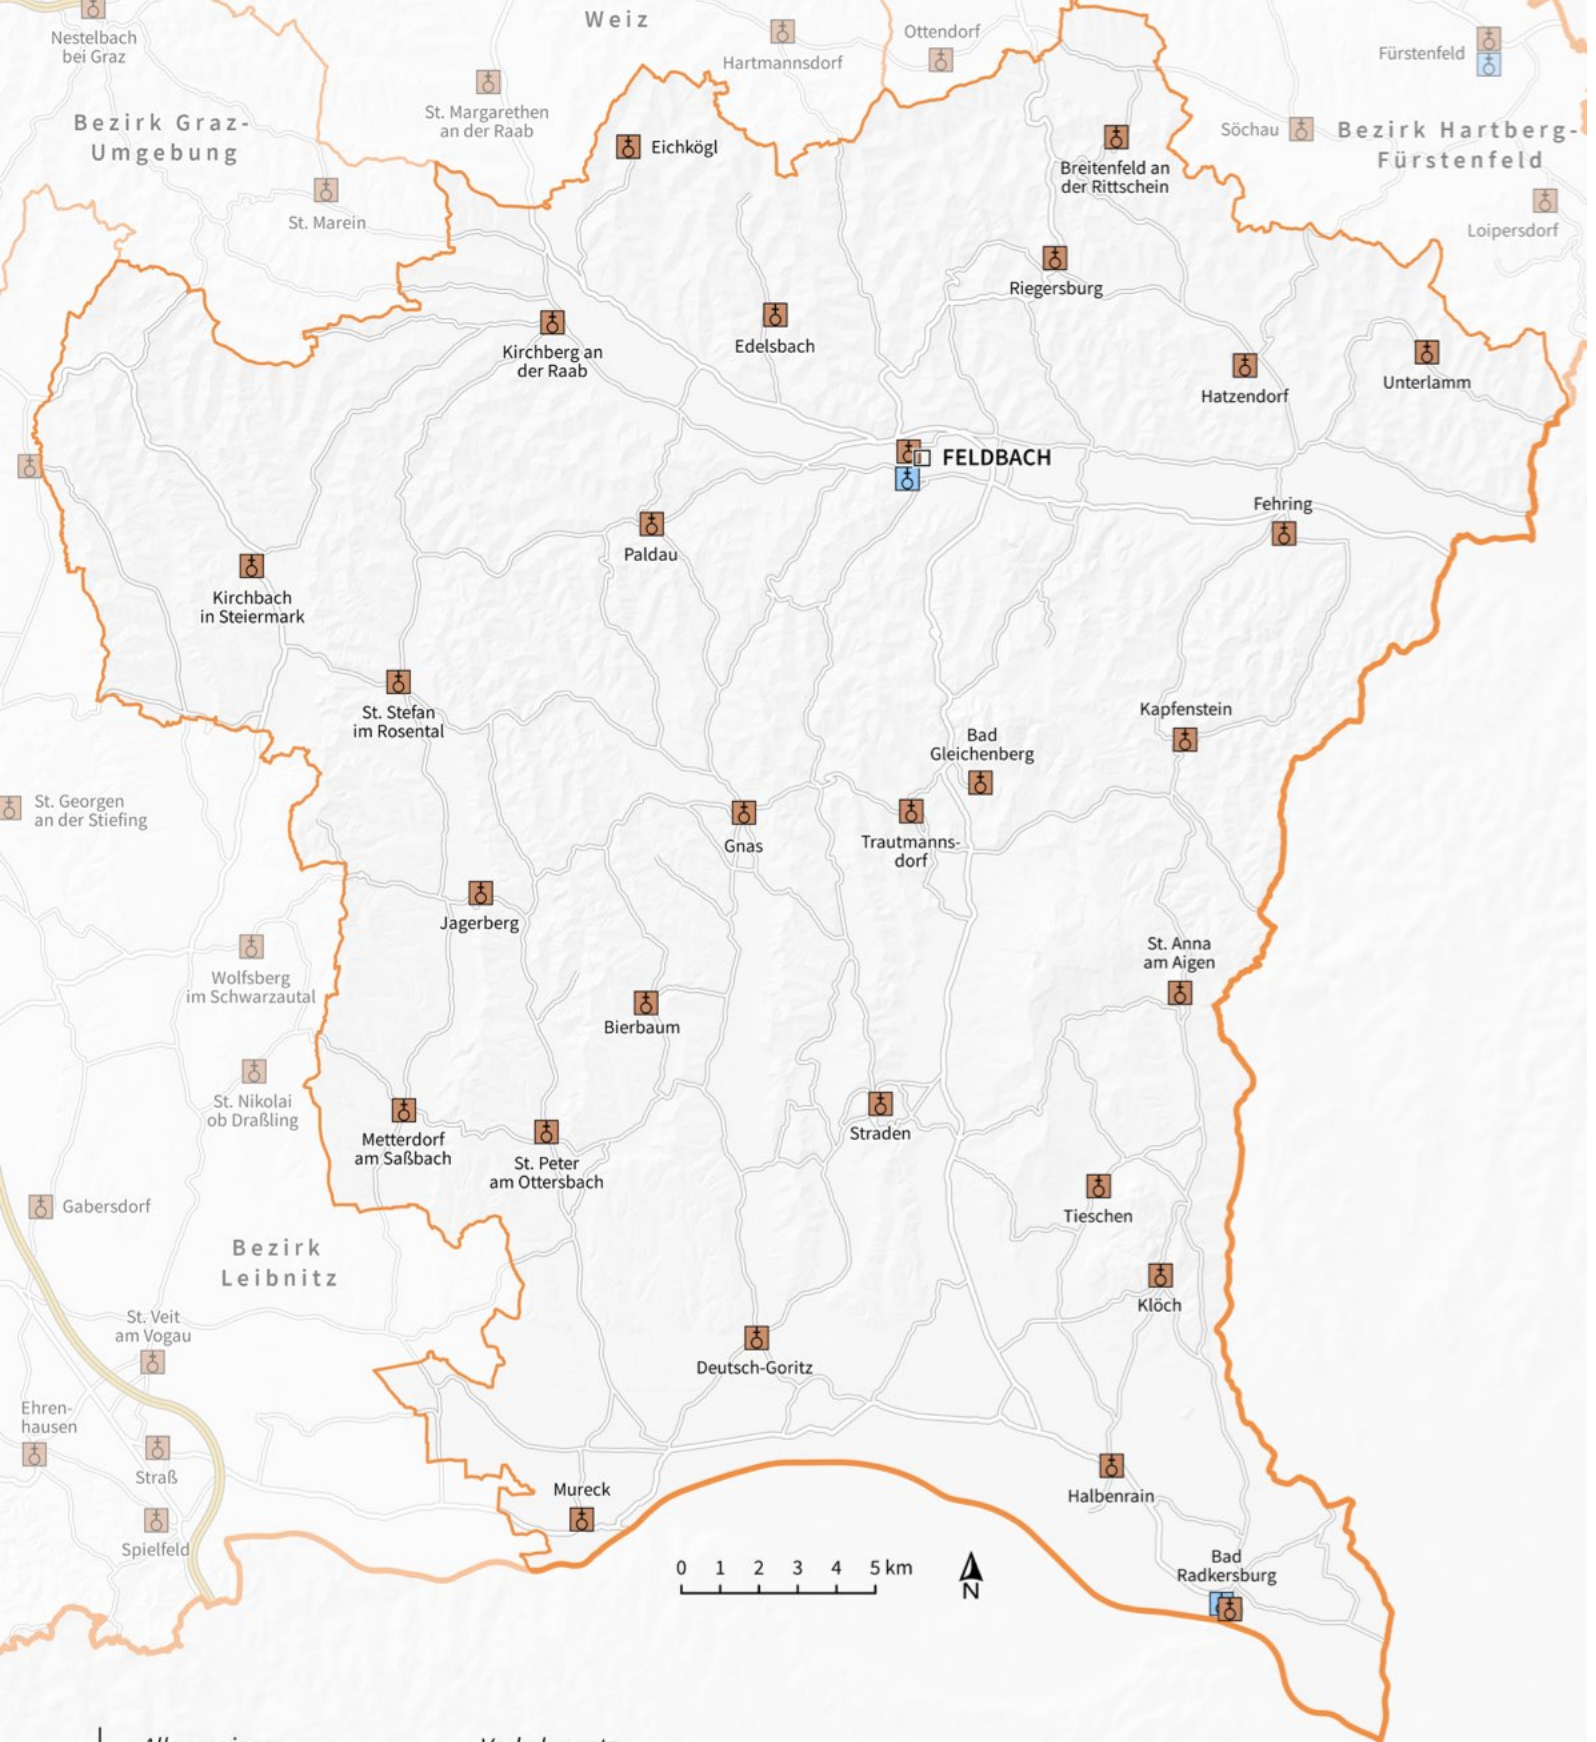 Weiz
Nestelbach
bei Graz
Hartmannsdorf
Ottendorf
Fürstenfeld
St. Margarethen
an der Raab
Bezirk Graz-
Umgebung
Söchau
Bezirk Hartberg-
Fürstenfeld
Eichkögl
Breitenfeld an
der Rittschein
St. Marein
Loipersdorf
Riegersburg
Kirchberg an
der Raab
Edelsbach
Hatzendorf
Unterlamm
FELDBACH
Fehring
Paldau
Kirchbach
in Steiermark
St. Stefan
im Rosental
Kapfenstein
Bad
Gleichenberg
St. Georgen
an der Stiefing
Gnas
Trautmanns-
dorf
Jagerberg
St. Anna
am Aigen
Wolfsberg
im Schwarzautal
Bierbaum
St. Nikolai
ob Draßling
Straden
Metterdorf
am Saßbach
St. Peter
am Ottersbach
Gabersdorf
Tieschen
Bezirk
Leibnitz
Klöch
St. Veit
am Vogau
Deutsch-Goritz
Ehren-
hausen
Straß
Mureck
Halbenrain
Spielfeld
0 1 2 3 4 5 km
N
Bad
Radkersburg